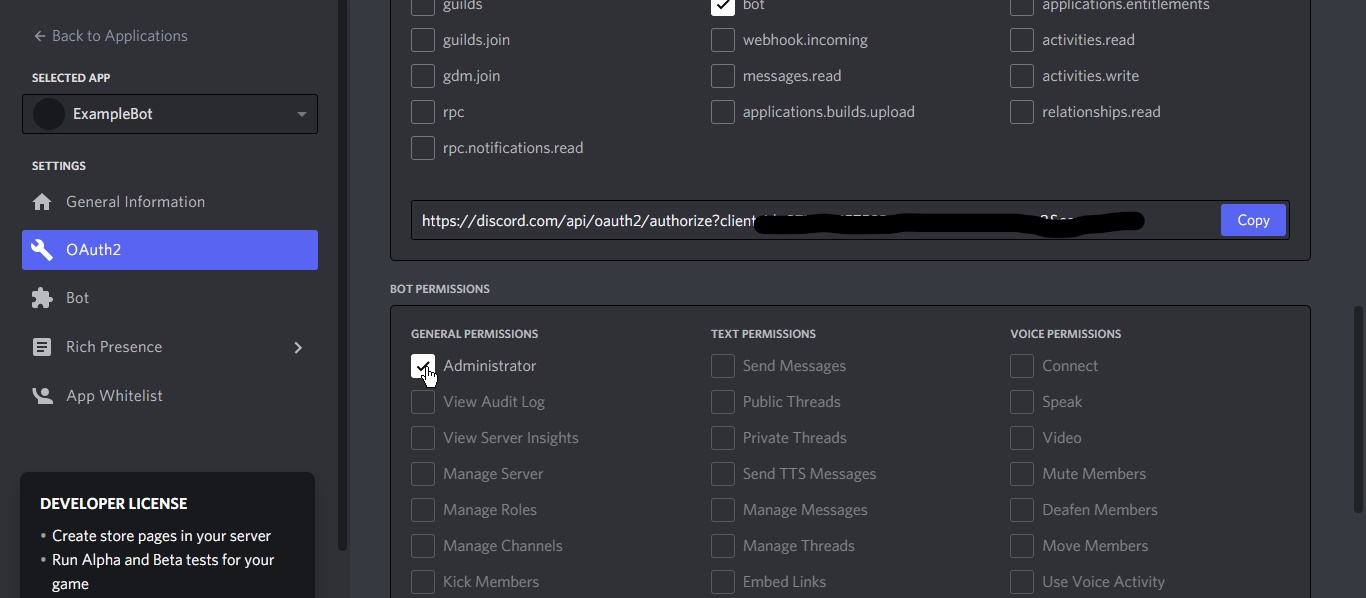 ← Back to Applications
SELECTED APP
ExampleBot
SETTINGS
General Information
OAuth2
Bot
Rich Presence
App Whitelist
DEVELOPER LICENSE
• Create store pages in your server
• Run Alpha and Beta tests for your
game
guilds
bot
applications.entitlements
guilds.join
webhook.incoming
activities.read
gdm.join
messages.read
activities.write
rpc
applications.builds.upload
relationships.read
rpc.notifications.read
https://discord.com/api/oauth2/authorize?client
Copy
BOT PERMISSIONS
GENERAL PERMISSIONS
TEXT PERMISSIONS
VOICE PERMISSIONS
Administrator
Send Messages
Connect
View Audit Log
Public Threads
Speak
View Server Insights
Private Threads
Video
Manage Server
Send TTS Messages
Mute Members
Manage Roles
Manage Messages
Deafen Members
Manage Channels
Manage Threads
Move Members
Kick Members
Embed Links
Use Voice Activity